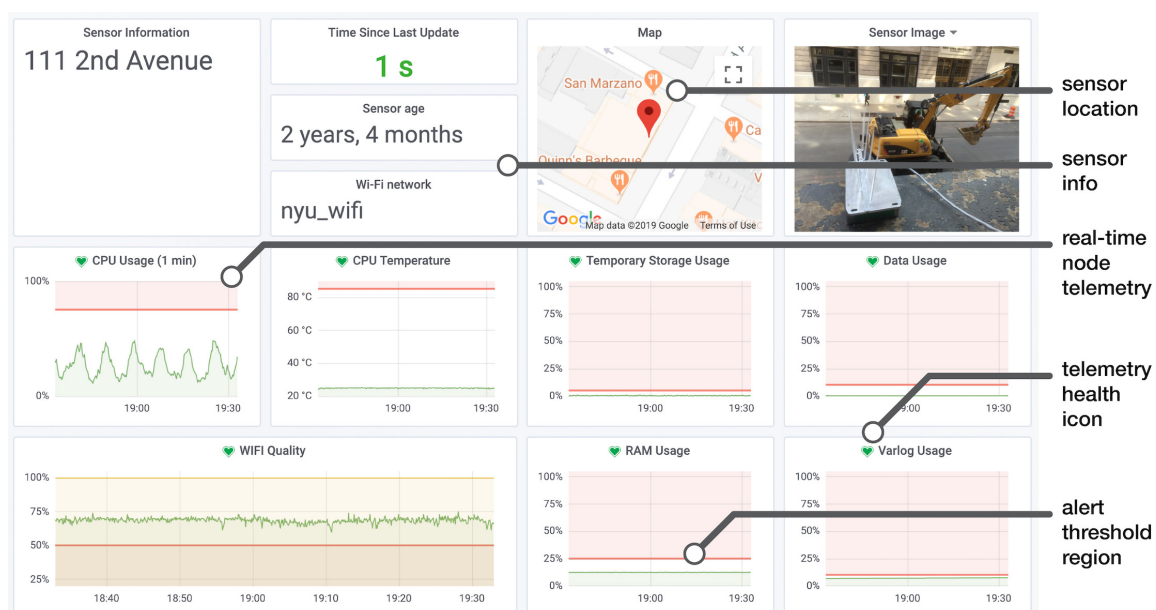 Sensor Information
111 2nd Avenue
Time Since Last Update
1 s
Sensor age
2 years, 4 months
Wi-Fi network
nyu_wifi
Map
San Marzano
Ca
Quinn's Barbeque
V
Google
Map data ©2019 Google Terms of Use
Sensor Image
sensor
location
sensor
info
real-time
node
telemetry
telemetry
health
icon
alert
threshold
region
CPU Usage (1 min)
100%
0%
19:00 19:30
CPU Temperature
80 °C
60 °C
40 °C
20 °C
19:00 19:30
Temporary Storage Usage
100%
75%
50%
25%
0%
19:00 19:30
Data Usage
100%
75%
50%
25%
0%
19:00 19:30
WIFI Quality
100%
75%
50%
25%
18:40 18:50 19:00 19:10 19:20 19:30
RAM Usage
100%
75%
50%
25%
0%
19:00 19:30
Varlog Usage
100%
75%
50%
25%
0%
19:00 19:30